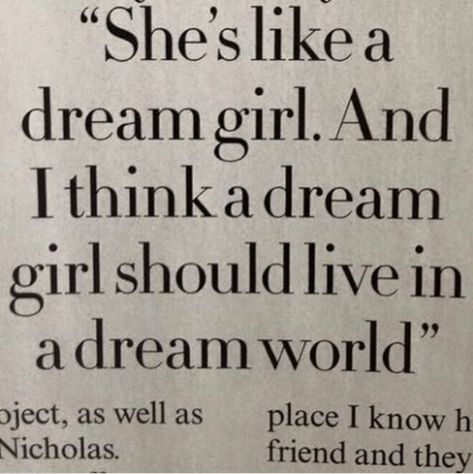 “She’s like a
dream girl. And
I think a dream
girl should live in
a dream world”
oject, as well as
Nicholas.
place I know h
friend and they